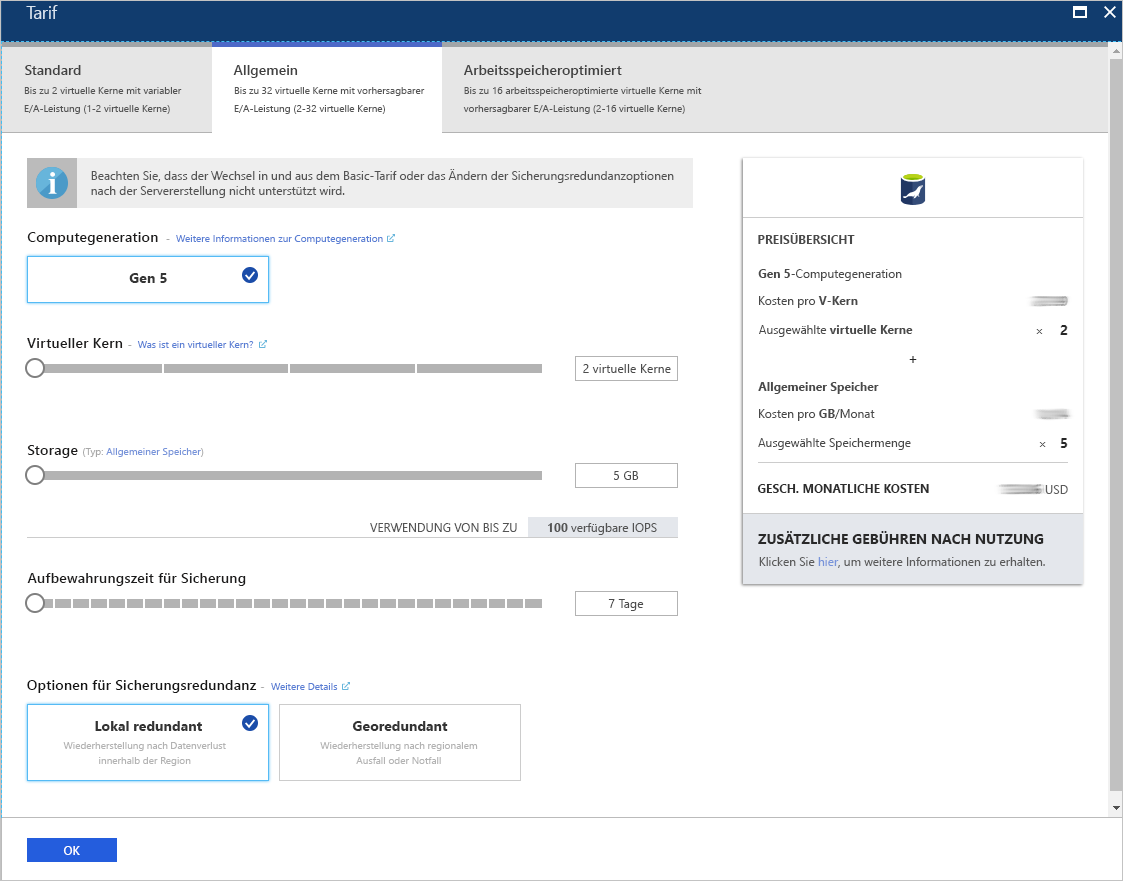 Tarif
Standard
Bis zu 2 virtuelle Kerne mit variabler
E/A-Leistung (1-2 virtuelle Kerne)
Allgemein
Bis zu 32 virtuelle Kerne mit vorhersagbarer
E/A-Leistung (2-32 virtuelle Kerne)
Arbeitsspeicheroptimiert
Bis zu 16 arbeitsspeicheroptimierte virtuelle Kerne mit
vorhersagbarer E/A-Leistung (2-16 virtuelle Kerne)
Beachten Sie, dass der Wechsel in und aus dem Basic-Tarif oder das Ändern der Sicherungsredundanzoptionen
nach der Servererstellung nicht unterstützt wird.
Computegeneration - Weitere Informationen zur Computegeneration
Gen 5
Virtueller Kern - Was ist ein virtueller Kern?
2 virtuelle Kerne
Storage (Typ: Allgemeiner Speicher)
5 GB
VERWENDUNG VON BIS ZU 100 verfügbare IOPS
Aufbewahrungszeit für Sicherung
7 Tage
Optionen für Sicherungsredundanz - Weitere Details
Lokal redundant
Wiederherstellung nach Datenverlust
innerhalb der Region
Georedundant
Wiederherstellung nach regionalem
Ausfall oder Notfall
PREISÜBERSICHT
Gen 5-Computegeneration
Kosten pro V-Kern
Ausgewählte virtuelle Kerne × 2
+
Allgemeiner Speicher
Kosten pro GB/Monat
Ausgewählte Speichermenge × 5
GESCH. MONATLICHE KOSTEN USD
ZUSÄTZLICHE GEBÜHREN NACH NUTZUNG
Klicken Sie hier, um weitere Informationen zu erhalten.
OK